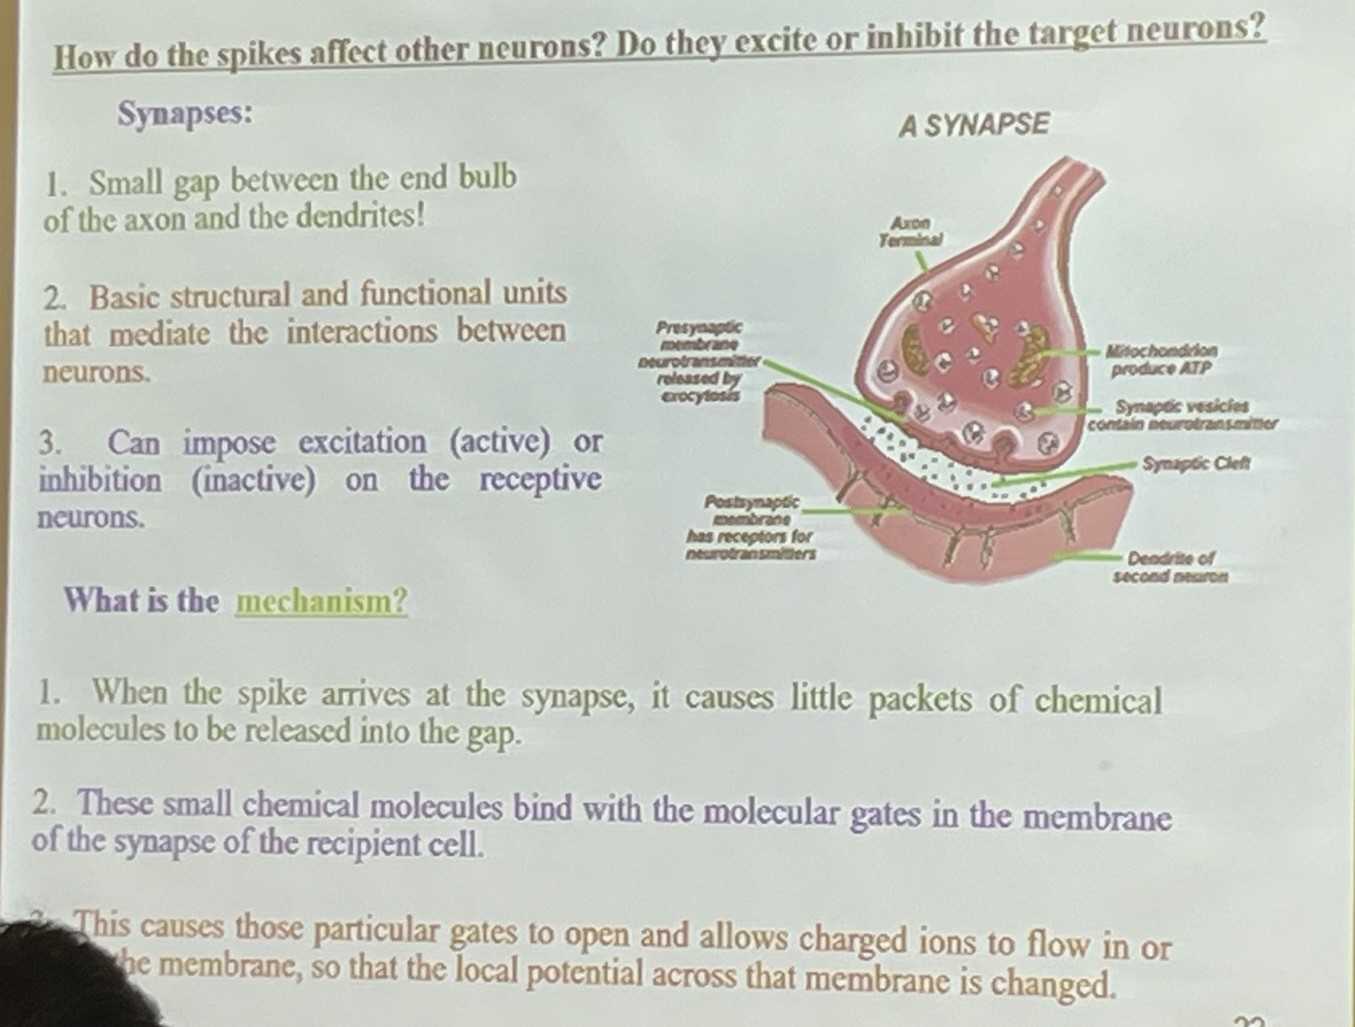 How do the spikes affect other neurons? Do they excite or inhibit the target neurons?
Synapses:
1. Small gap between the end bulb
of the axon and the dendrites!
2. Basic structural and functional units
that mediate the interactions between
neurons.
3. Can impose excitation (active) or
inhibition (inactive) on the receptive
neurons.
A SYNAPSE
Axon
Terminal
Presynaptic
membrane
neurotransmitter
released by
exocytosis
Mitochondrion
produce ATP
Synaptic vesicles
contain neurotransmitter
Synaptic Cleft
Postsynaptic
membrane
has receptors for
neurotransmitters
Dendrite of
second neuron
What is the mechanism?
1. When the spike arrives at the synapse, it causes little packets of chemical
molecules to be released into the gap.
2. These small chemical molecules bind with the molecular gates in the membrane
of the synapse of the recipient cell.
This causes those particular gates to open and allows charged ions to flow in or
membrane, so that the local potential across that membrane is changed.